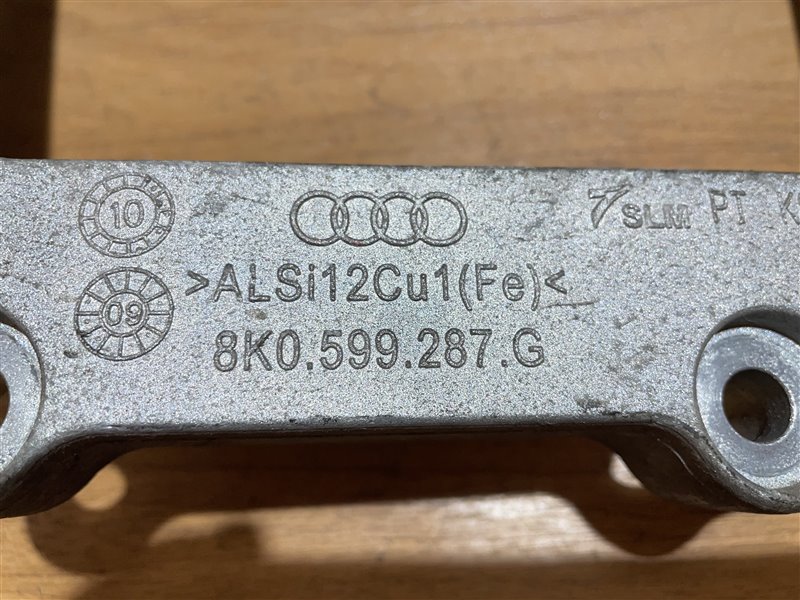 10
SLM PT K
>ALSi12Cu1(Fe)<
09
8K0.599.287.G